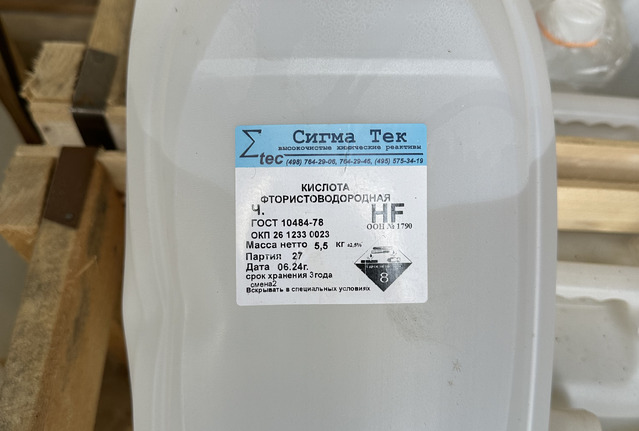 Σtec
Сигма Тек
высокочистые химические реактивы
(498) 764-29-06, 764-29-46, (495) 575-34-19
КИСЛОТА
ФТОРИСТОВОДОРОДНАЯ
Ч.
HF
ГОСТ 10484-78
ООН № 1790
ОКП 26 1233 0023
Масса нетто 5,5 КГ ±2,5%
Партия 27
Дата 06.24г.
срок хранения 3года
смена2
8
Вскрывать в специальных условиях